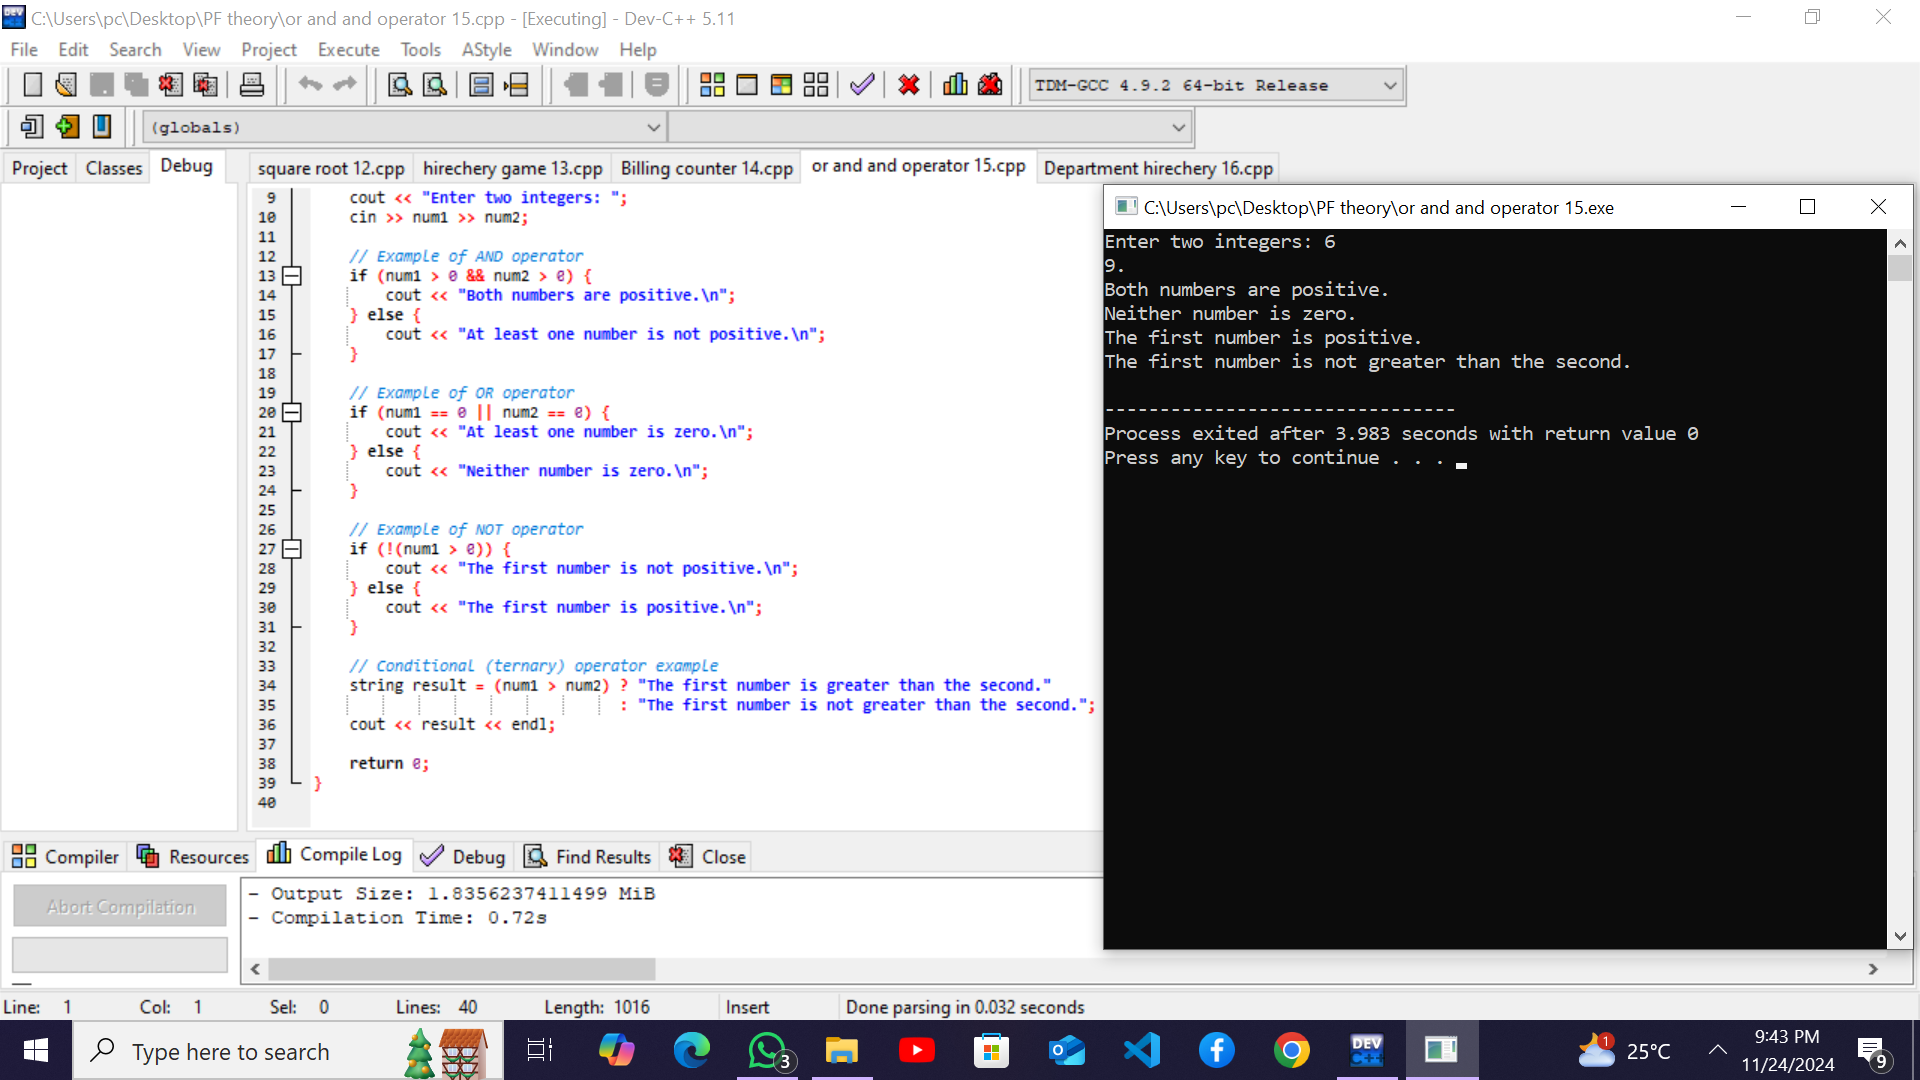 C:\Users\pc\Desktop\PF theory\or and and operator 15.cpp - [Executing] - Dev-C++ 5.11
File Edit Search View Project Execute Tools AStyle Window Help
TDM-GCC 4.9.2 64-bit Release
(globals)
Project Classes Debug
square root 12.cpp hirechery game 13.cpp Billing counter 14.cpp or and and operator 15.cpp Department hirechery 16.cpp
9 cout << "Enter two integers: ";
10 cin >> num1 >> num2;
11
12 // Example of AND operator
13 if (num1 > 0 && num2 > 0) {
14 cout << "Both numbers are positive.\n";
15 } else {
16 cout << "At least one number is not positive.\n";
17 }
18
19 // Example of OR operator
20 if (num1 == 0 || num2 == 0) {
21 cout << "At least one number is zero.\n";
22 } else {
23 cout << "Neither number is zero.\n";
24 }
25
26 // Example of NOT operator
27 if (!(num1 > 0)) {
28 cout << "The first number is not positive.\n";
29 } else {
30 cout << "The first number is positive.\n";
31 }
32
33 // Conditional (ternary) operator example
34 string result = (num1 > num2) ? "The first number is greater than the second."
35 : "The first number is not greater than the second.";
36 cout << result << endl;
37
38 return 0;
39 }
40
C:\Users\pc\Desktop\PF theory\or and and operator 15.exe
Enter two integers: 6
9.
Both numbers are positive.
Neither number is zero.
The first number is positive.
The first number is not greater than the second.
--------------------------------
Process exited after 3.983 seconds with return value 0
Press any key to continue . . .
Compiler Resources Compile Log Debug Find Results Close
Abort Compilation
- Output Size: 1.8356237411499 MiB
- Compilation Time: 0.72s
Line: 1 Col: 1 Sel: 0 Lines: 40 Length: 1016 Insert Done parsing in 0.032 seconds
Type here to search
3
DEV C++
1
25°C
9:43 PM
11/24/2024
9